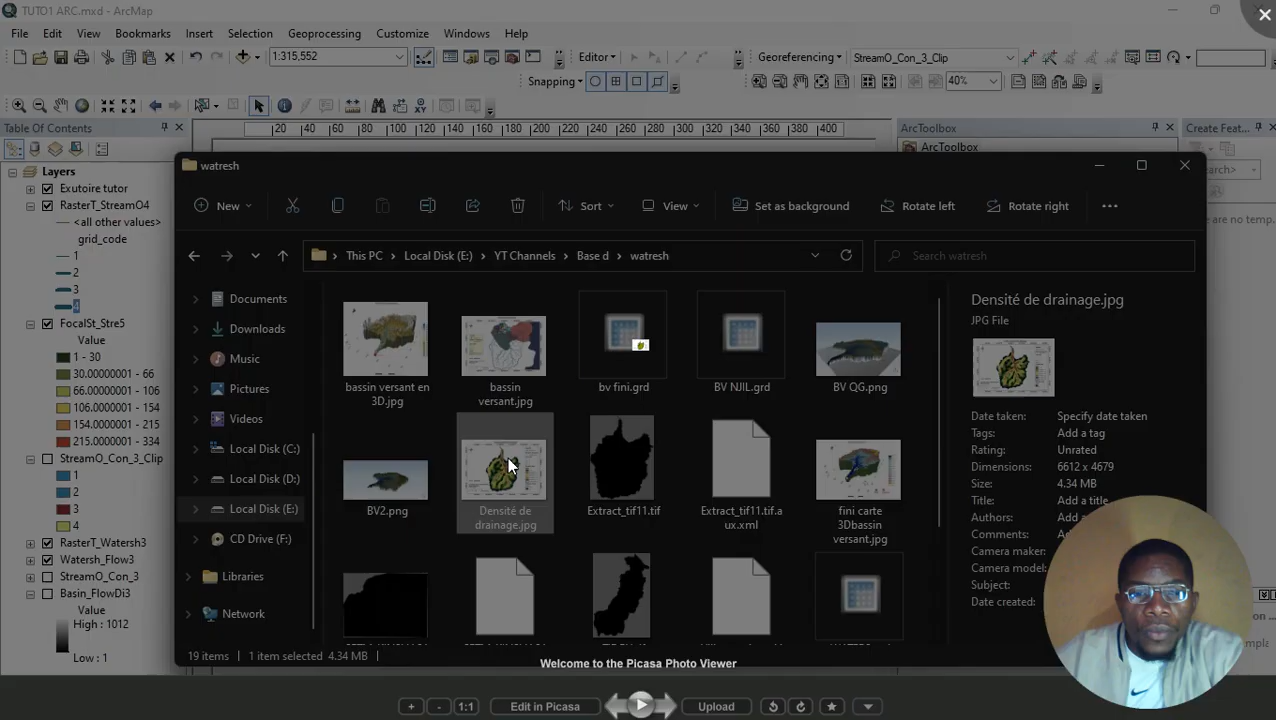 TUTO1 ARC.mxd - ArcMap
File Edit View Bookmarks Insert Selection Geoprocessing Customize Windows Help
1:315,552 Editor Georeferencing StreamO_Con_3_Clip
Snapping 40%
Table Of Contents
20 40 60 80 100 120 140 160 180 200 220 240 260 280 300 320 340 360 380 400
ArcToolbox
Create Feat...
ArcToolbox
Layers
Exutoire tutor
RasterT_StreamO4
<all other values>
grid_code
1
2
3
4
FocalSt_Stre5
Value
1 - 30
30.00000001 - 66
66.0000001 - 106
106.0000001 - 154
154.0000001 - 215
215.0000001 - 334
StreamO_Con_3_Clip
1
2
3
4
RasterT_Watersh3
Watersh_Flow3
StreamO_Con_3
Basin_FlowDi3
Value
High : 1012
Low : 1
watresh
New Sort View Set as background Rotate left Rotate right
This PC > Local Disk (E:) > YT Channels > Base d > watresh
Search watresh
Documents
Downloads
Music
Pictures
Videos
Local Disk (C:)
Local Disk (D:)
Local Disk (E:)
CD Drive (F:)
Libraries
Network
bassin versant en
3D.jpg
bassin
versant.jpg
bv fini.grd
BV NJIL.grd
BV QG.png
BV2.png
Densité de
drainage.jpg
Extract_tif11.tif
Extract_tif11.tif.a
ux.xml
fini carte
3Dbassin
versant.jpg
Densité de drainage.jpg
JPG File
Date taken: Specify date taken
Tags: Add a tag
Rating: Unrated
Dimensions: 6612 x 4679
Size: 4.34 MB
Title: Add a title
Authors: Add a
Comments: Add
Camera maker:
Camera model:
Subject:
Date created:
19 items 1 item selected 4.34 MB
Welcome to the Picasa Photo Viewer
1:1 Edit in Picasa Upload